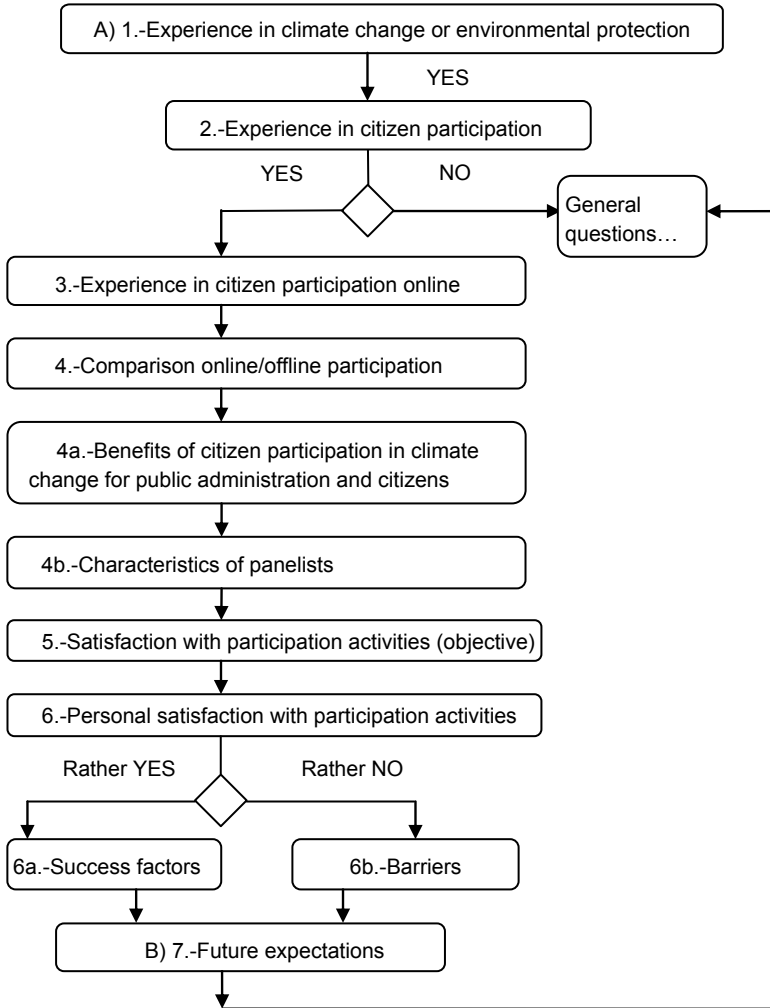 A) 1.-Experience in climate change or environmental protection
YES
2.-Experience in citizen participation
YES
NO
General
questions…
3.-Experience in citizen participation online
4.-Comparison online/offline participation
4a.-Benefits of citizen participation in climate
change for public administration and citizens
4b.-Characteristics of panelists
5.-Satisfaction with participation activities (objective)
6.-Personal satisfaction with participation activities
Rather YES
Rather NO
6a.-Success factors
6b.-Barriers
B) 7.-Future expectations